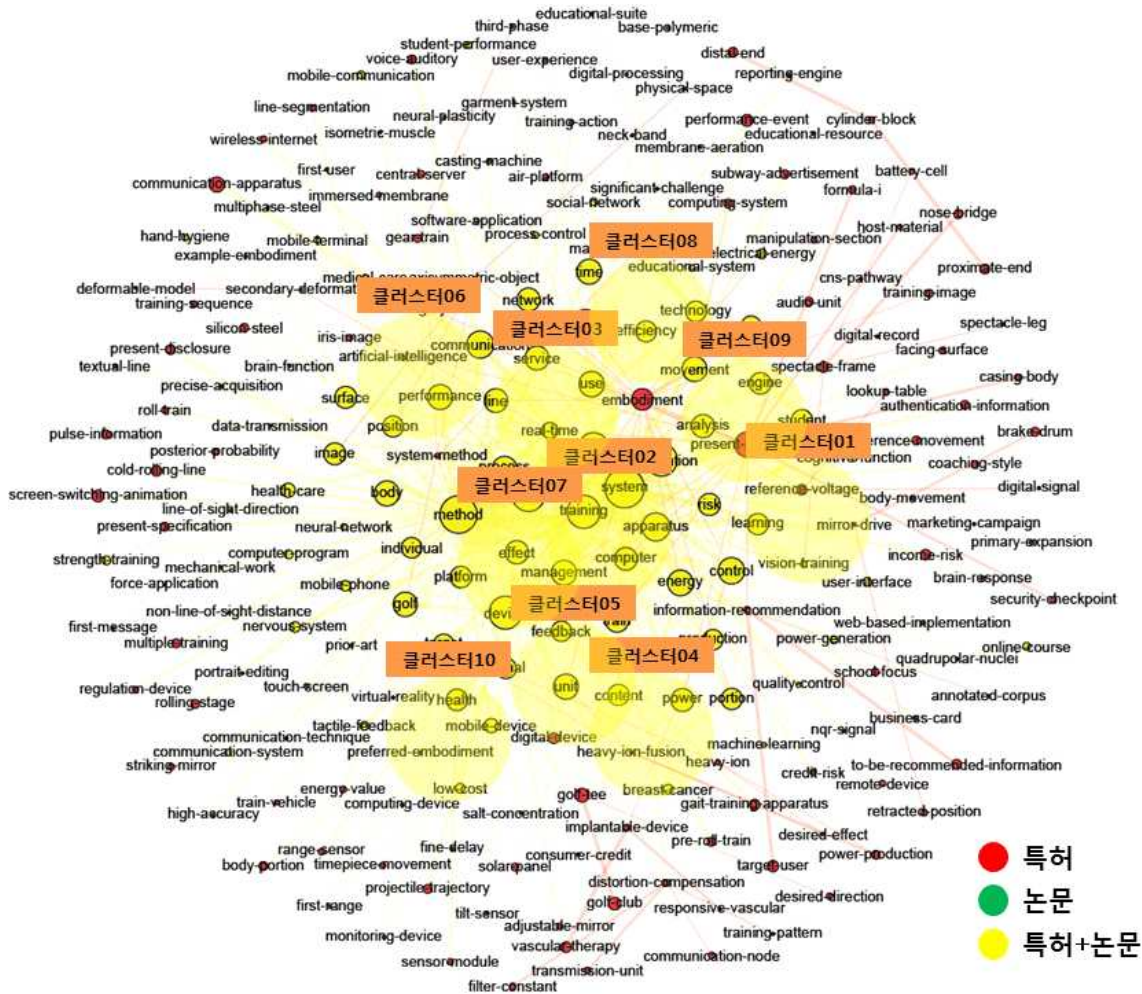 educational-suite
third-phase
base-polymeric
student-performance
distal-end
voice-auditory
user-experience
mobile-communication
digital-processing
reporting-engine
physical-space
line-segmentation
garment-system
neural-plasticity
training-action
performance-event
cylinder-block
wireless-internet
isometric-muscle
neck-band
educational-resource
membrane-aeration
casting-machine
first-user
central-server
air-platform
subway-advertisement
battery-cell
communication-apparatus
immersed-membrane
significant-challenge
formula-i
multiphase-steel
social-network
computing-system
nose-bridge
software-application
host-material
hand-hygiene
mobile-terminal
gear-train
process-control
클러스터08
manipulation-section
example-embodiment
electrical-energy
educational-system
cns-pathway
proximate-end
deformable-model
time
training-image
클러스터06
training-sequence
network
technology
audio-unit
spectacle-leg
silicon-steel
iris-image
클러스터03
efficiency
클러스터09
digital-record
present-disclosure
communication
facing-surface
artificial-intelligence
service
movement
spectacle-frame
textual-line
brain-function
engine
lookup-table
casing-body
precise-acquisition
surface
performance
line
use
embodiment
authentication-information
roll-train
student
position
real-time
analysis
클러스터01
brake-drum
pulse-information
data-transmission
coaching-style
posterior-probability
system-method
클러스터02
cold-rolling-line
image
process
digital-signal
screen-switching-animation
health-care
body
클러스터07
system
reference-voltage
body-movement
line-of-sight-direction
training
risk
marketing-campaign
present-specification
method
apparatus
learning
mirror-drive
neural-network
primary-expansion
strength-training
computer-program
individual
effect
computer
vision-training
income-risk
mechanical-work
brain-response
force-application
mobile-phone
platform
management
energy
control
user-interface
security-checkpoint
non-line-of-sight-distance
golf
클러스터05
information-recommendation
first-message
nervous-system
feedback
web-based-implementation
multiple-training
prior-art
power-generation
online-course
클러스터10
클러스터04
quadrupolar-nuclei
portrait-editing
school-focus
regulation-device
touch-screen
unit
quality-control
annotated-corpus
rolling-stage
virtual-reality
health
content
power
portion
business-card
tactile-feedback
mobile-device
nqr-signal
communication-technique
digital-device
machine-learning
communication-system
preferred-embodiment
heavy-ion-fusion
heavy-ion
to-be-recommended-information
striking-mirror
credit-risk
remote-device
energy-value
low-cost
breast-cancer
train-vehicle
computing-device
golf-tee
gait-training-apparatus
retracted-position
high-accuracy
salt-concentration
implantable-device
desired-effect
range-sensor
fine-delay
pre-roll-train
body-portion
timepiece-movement
solar-panel
consumer-credit
target-user
power-production
특허
projectile-trajectory
distortion-compensation
desired-direction
first-range
golf-club
responsive-vascular
논문
tilt-sensor
adjustable-mirror
monitoring-device
training-pattern
vascular-therapy
특허+논문
sensor-module
communication-node
transmission-unit
filter-constant